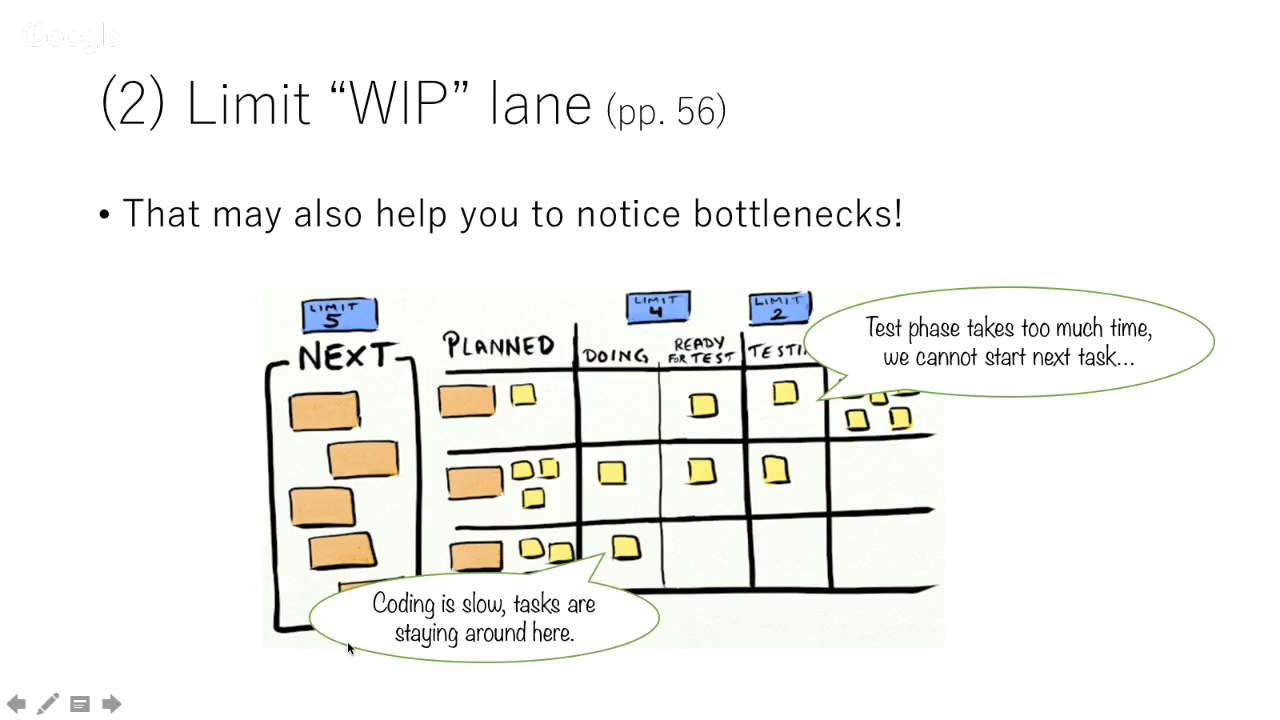 Google
(2) Limit “WIP” lane (pp. 56)
• That may also help you to notice bottlenecks!
LIMIT
5
LIMIT
4
LIMIT
2
NEXT
PLANNED
DOING
READY
FOR TEST
Test phase takes too much time,
we cannot start next task...
Coding is slow, tasks are
staying around here.